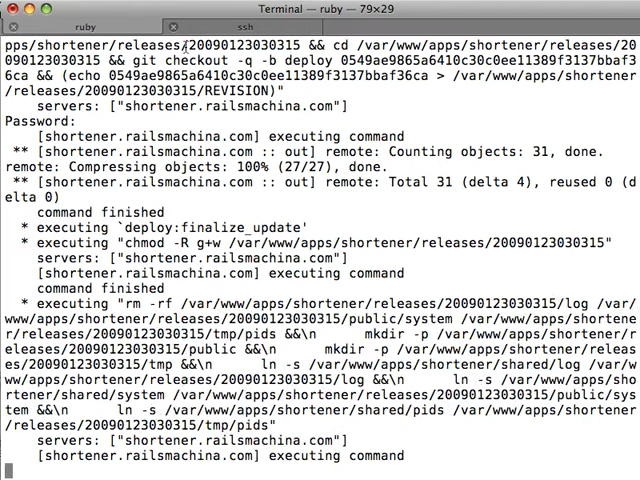 Terminal — ruby — 79×29
ruby
ssh
pps/shortener/releases/20090123030315 && cd /var/www/apps/shortener/releases/20
090123030315 && git checkout -q -b deploy 0549ae9865a6410c30c0ee11389f3137bbaf3
6ca && (echo 0549ae9865a6410c30c0ee11389f3137bbaf36ca > /var/www/apps/shortener
/releases/20090123030315/REVISION)"
    servers: ["shortener.railsmachina.com"]
Password:
    [shortener.railsmachina.com] executing command
 ** [shortener.railsmachina.com :: out] remote: Counting objects: 31, done.
remote: Compressing objects: 100% (27/27), done.
 ** [shortener.railsmachina.com :: out] remote: Total 31 (delta 4), reused 0 (d
elta 0)
    command finished
  * executing `deploy:finalize_update'
  * executing "chmod -R g+w /var/www/apps/shortener/releases/20090123030315"
    servers: ["shortener.railsmachina.com"]
    [shortener.railsmachina.com] executing command
    command finished
  * executing "rm -rf /var/www/apps/shortener/releases/20090123030315/log /var/
www/apps/shortener/releases/20090123030315/public/system /var/www/apps/shortene
r/releases/20090123030315/tmp/pids &&\n      mkdir -p /var/www/apps/shortener/r
eleases/20090123030315/public &&\n      mkdir -p /var/www/apps/shortener/releas
es/20090123030315/tmp &&\n      ln -s /var/www/apps/shortener/shared/log /var/w
ww/apps/shortener/releases/20090123030315/log &&\n      ln -s /var/www/apps/sho
rtener/shared/system /var/www/apps/shortener/releases/20090123030315/public/sys
tem &&\n      ln -s /var/www/apps/shortener/shared/pids /var/www/apps/shortener
/releases/20090123030315/tmp/pids"
    servers: ["shortener.railsmachina.com"]
    [shortener.railsmachina.com] executing command